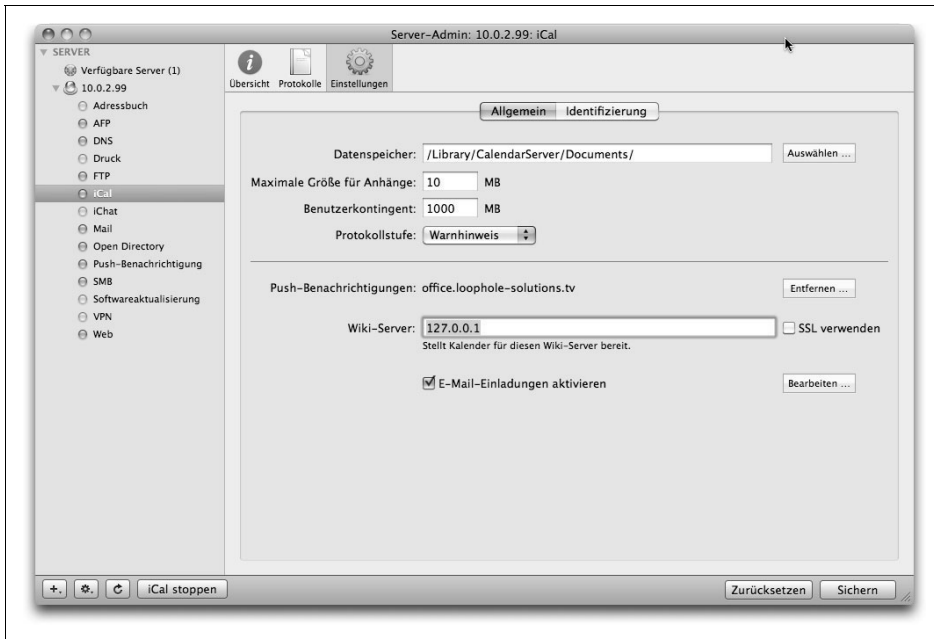 Server-Admin: 10.0.2.99: iCal
SERVER
Verfügbare Server (1)
10.0.2.99
Adressbuch
AFP
DNS
Druck
FTP
iCal
iChat
Mail
Open Directory
Push-Benachrichtigung
SMB
Softwareaktualisierung
VPN
Web
Übersicht Protokolle Einstellungen
Allgemein Identifizierung
Datenspeicher: /Library/CalendarServer/Documents/ Auswählen ...
Maximale Größe für Anhänge: 10 MB
Benutzerkontingent: 1000 MB
Protokollstufe: Warnhinweis
Push-Benachrichtigungen: office.loophole-solutions.tv Entfernen ...
Wiki-Server: 127.0.0.1 SSL verwenden
Stellt Kalender für diesen Wiki-Server bereit.
E-Mail-Einladungen aktivieren Bearbeiten ...
iCal stoppen Zurücksetzen Sichern